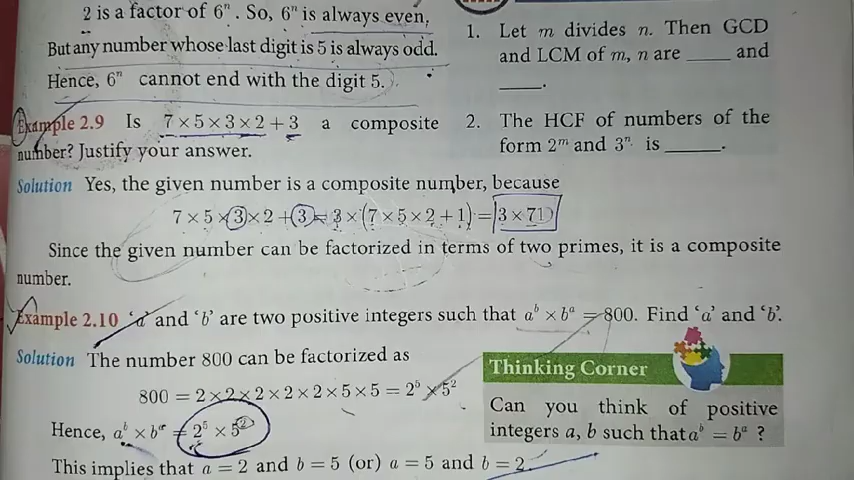 2 is a factor of 6ⁿ. So, 6ⁿ is always even.
But any number whose last digit is 5 is always odd.
Hence, 6ⁿ cannot end with the digit 5.
1. Let m divides n. Then GCD
and LCM of m, n are _____ and
_____.
2. The HCF of numbers of the
form 2ᵐ and 3ⁿ is ______.
Example 2.9 Is 7 × 5 × 3 × 2 + 3 a composite
number? Justify your answer.
Solution Yes, the given number is a composite number, because
7 × 5 × 3 × 2 + 3 = 3 × (7 × 5 × 2 + 1) = 3 × 71
Since the given number can be factorized in terms of two primes, it is a composite
number.
Example 2.10 ‘a’ and ‘b’ are two positive integers such that aᵇ × bᵃ = 800. Find ‘a’ and ‘b’.
Solution The number 800 can be factorized as
800 = 2 × 2 × 2 × 2 × 2 × 5 × 5 = 2⁵ × 5²
Hence, aᵇ × bᵃ = 2⁵ × 5²
This implies that a = 2 and b = 5 (or) a = 5 and b = 2.
Thinking Corner
Can you think of positive
integers a, b such that aᵇ = bᵃ ?